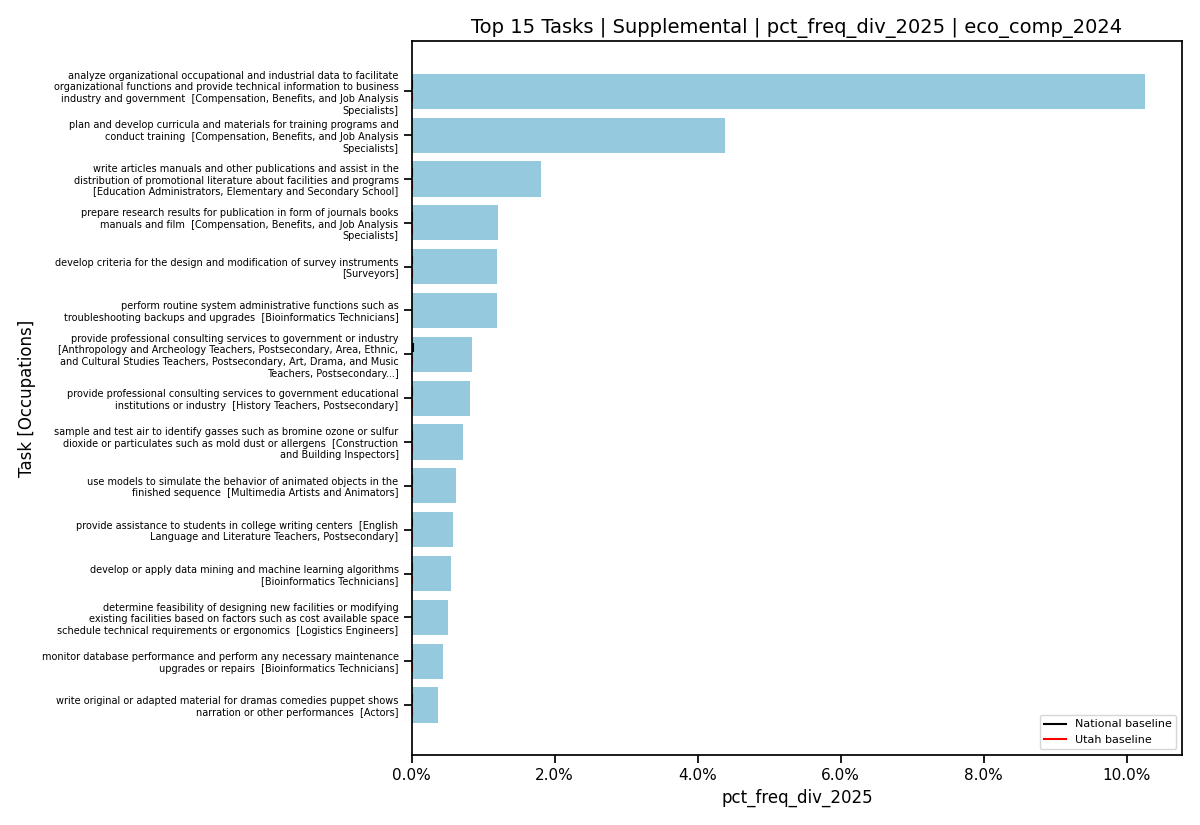 Top 15 Tasks | Supplemental | pct_freq_div_2025 | eco_comp_2024
analyze organizational occupational and industrial data to facilitate
organizational functions and provide technical information to business
industry and government  [Compensation, Benefits, and Job Analysis
Specialists]
plan and develop curricula and materials for training programs and
conduct training  [Compensation, Benefits, and Job Analysis
Specialists]
write articles manuals and other publications and assist in the
distribution of promotional literature about facilities and programs
[Education Administrators, Elementary and Secondary School]
prepare research results for publication in form of journals books
manuals and film  [Compensation, Benefits, and Job Analysis
Specialists]
develop criteria for the design and modification of survey instruments
[Surveyors]
perform routine system administrative functions such as
troubleshooting backups and upgrades  [Bioinformatics Technicians]
provide professional consulting services to government or industry
[Anthropology and Archeology Teachers, Postsecondary, Area, Ethnic,
and Cultural Studies Teachers, Postsecondary, Art, Drama, and Music
Teachers, Postsecondary...]
provide professional consulting services to government educational
institutions or industry  [History Teachers, Postsecondary]
sample and test air to identify gasses such as bromine ozone or sulfur
dioxide or particulates such as mold dust or allergens  [Construction
and Building Inspectors]
use models to simulate the behavior of animated objects in the
finished sequence  [Multimedia Artists and Animators]
provide assistance to students in college writing centers  [English
Language and Literature Teachers, Postsecondary]
develop or apply data mining and machine learning algorithms
[Bioinformatics Technicians]
determine feasibility of designing new facilities or modifying
existing facilities based on factors such as cost available space
schedule technical requirements or ergonomics  [Logistics Engineers]
monitor database performance and perform any necessary maintenance
upgrades or repairs  [Bioinformatics Technicians]
write original or adapted material for dramas comedies puppet shows
narration or other performances  [Actors]
Task [Occupations]
National baseline
Utah baseline
0.0% 2.0% 4.0% 6.0% 8.0% 10.0%
pct_freq_div_2025